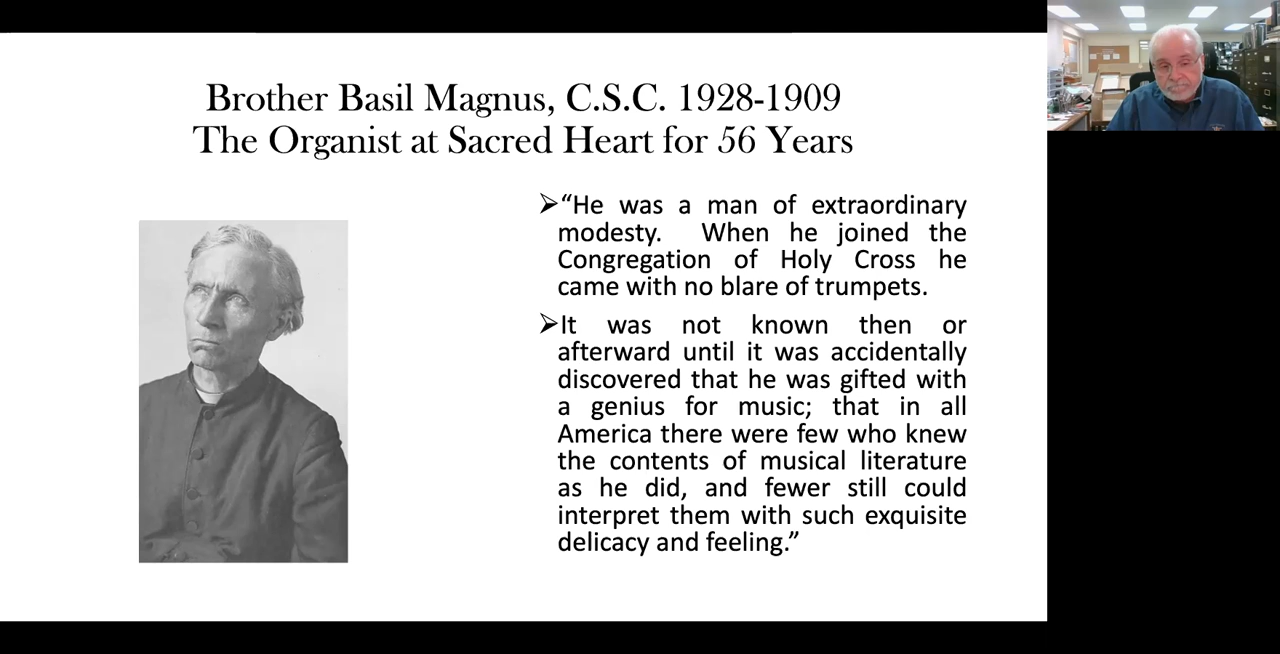 Brother Basil Magnus, C.S.C. 1928-1909
The Organist at Sacred Heart for 56 Years
➢“He was a man of extraordinary
modesty. When he joined the
Congregation of Holy Cross he
came with no blare of trumpets.
➢It was not known then or
afterward until it was accidentally
discovered that he was gifted with
a genius for music; that in all
America there were few who knew
the contents of musical literature
as he did, and fewer still could
interpret them with such exquisite
delicacy and feeling.”